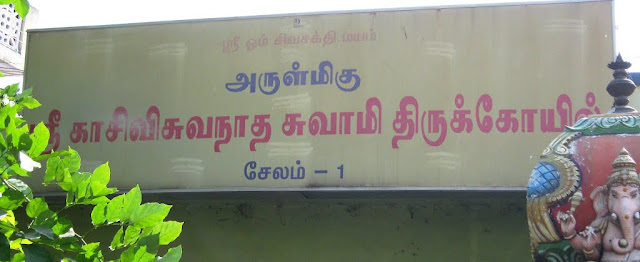 உ
ஸ்ரீ ஓம் சிவசக்தி மயம்
அருள்மிகு
ஸ்ரீ காசிவிசுவநாத சுவாமி திருக்கோயில்
சேலம் - 1